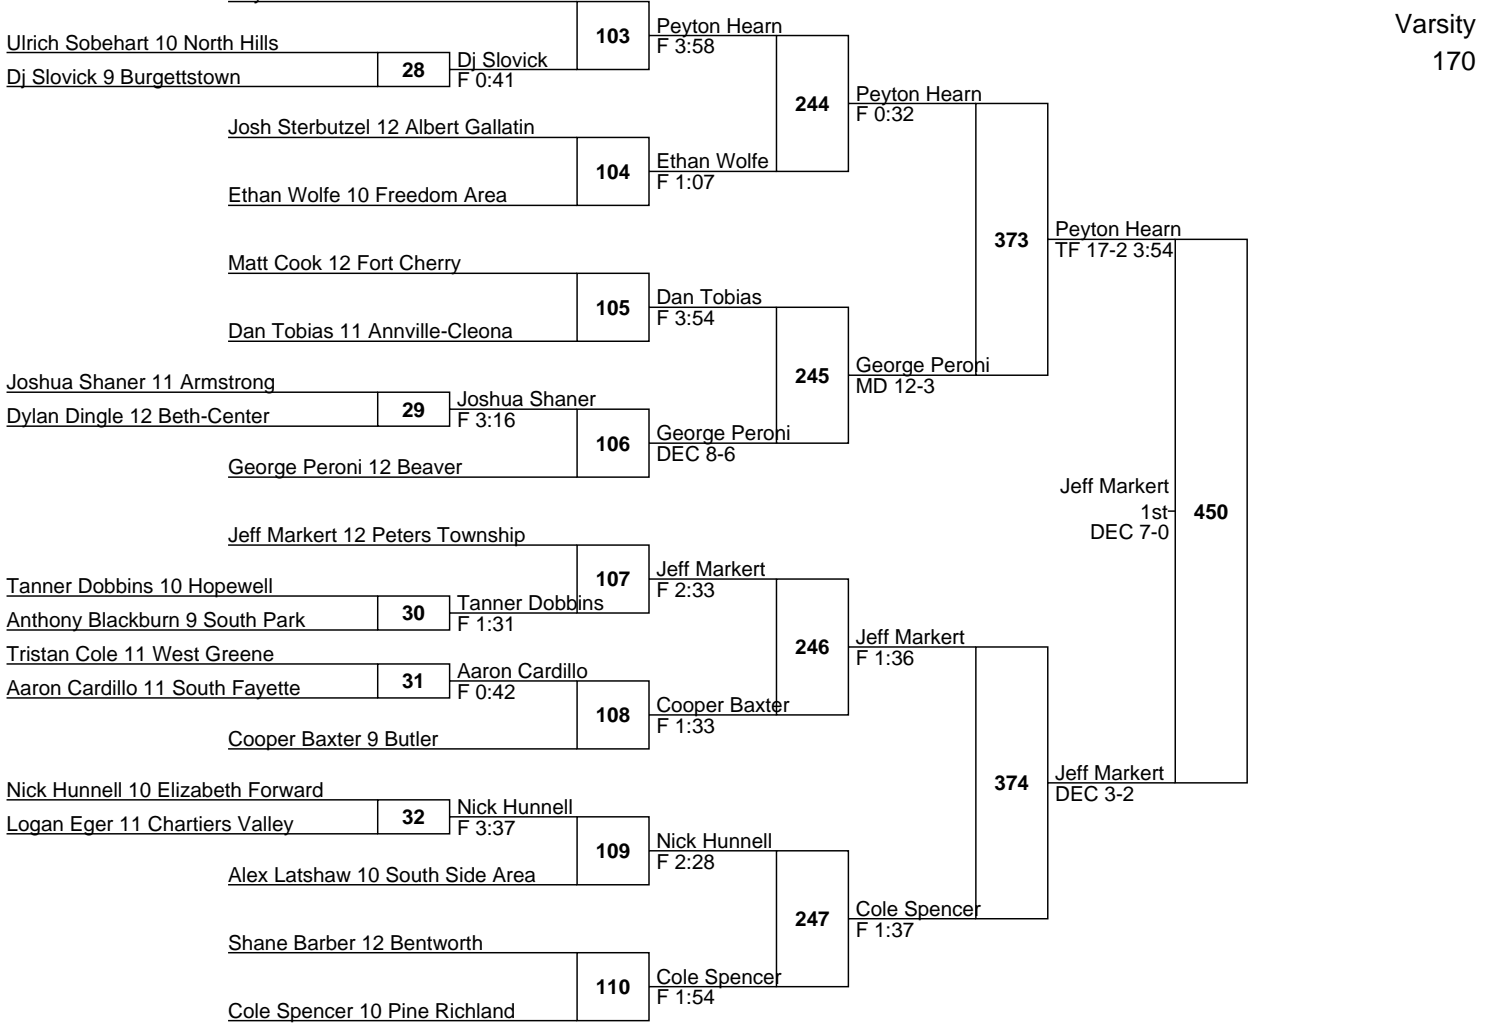 Varsity
170
Ulrich Sobehart 10 North Hills
28
Dj Slovick 9 Burgettstown
Dj Slovick
F 0:41
103
Peyton Hearn
F 3:58
Josh Sterbutzel 12 Albert Gallatin
104
Ethan Wolfe 10 Freedom Area
Ethan Wolfe
F 1:07
244
Peyton Hearn
F 0:32
Matt Cook 12 Fort Cherry
105
Dan Tobias 11 Annville-Cleona
Dan Tobias
F 3:54
Joshua Shaner 11 Armstrong
29
Dylan Dingle 12 Beth-Center
Joshua Shaner
F 3:16
106
George Peroni 12 Beaver
George Peroni
DEC 8-6
245
George Peroni
MD 12-3
373
Peyton Hearn
TF 17-2 3:54
Jeff Markert 12 Peters Township
107
Tanner Dobbins 10 Hopewell
30
Anthony Blackburn 9 South Park
Tanner Dobbins
F 1:31
Jeff Markert
F 2:33
Tristan Cole 11 West Greene
31
Aaron Cardillo 11 South Fayette
Aaron Cardillo
F 0:42
108
Cooper Baxter 9 Butler
Cooper Baxter
F 1:33
246
Jeff Markert
F 1:36
Nick Hunnell 10 Elizabeth Forward
32
Logan Eger 11 Chartiers Valley
Nick Hunnell
F 3:37
109
Alex Latshaw 10 South Side Area
Nick Hunnell
F 2:28
Shane Barber 12 Bentworth
110
Cole Spencer 10 Pine Richland
Cole Spencer
F 1:54
247
Cole Spencer
F 1:37
374
Jeff Markert
DEC 3-2
Jeff Markert
1st
DEC 7-0
450